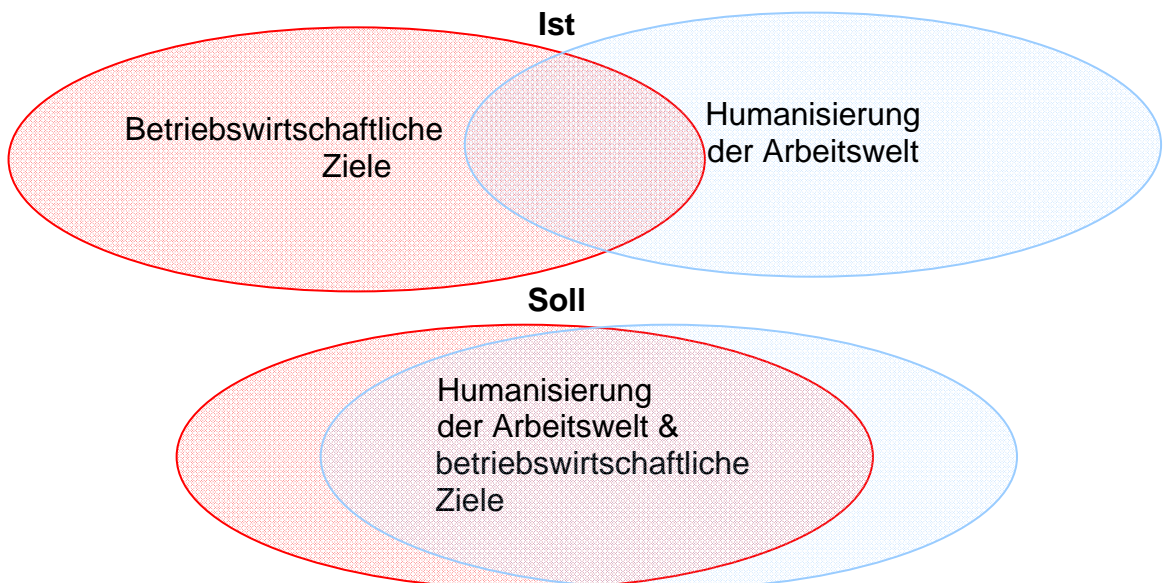 Ist
Betriebswirtschaftliche
Ziele
Humanisierung
der Arbeitswelt
Soll
Humanisierung
der Arbeitswelt &
betriebswirtschaftliche
Ziele